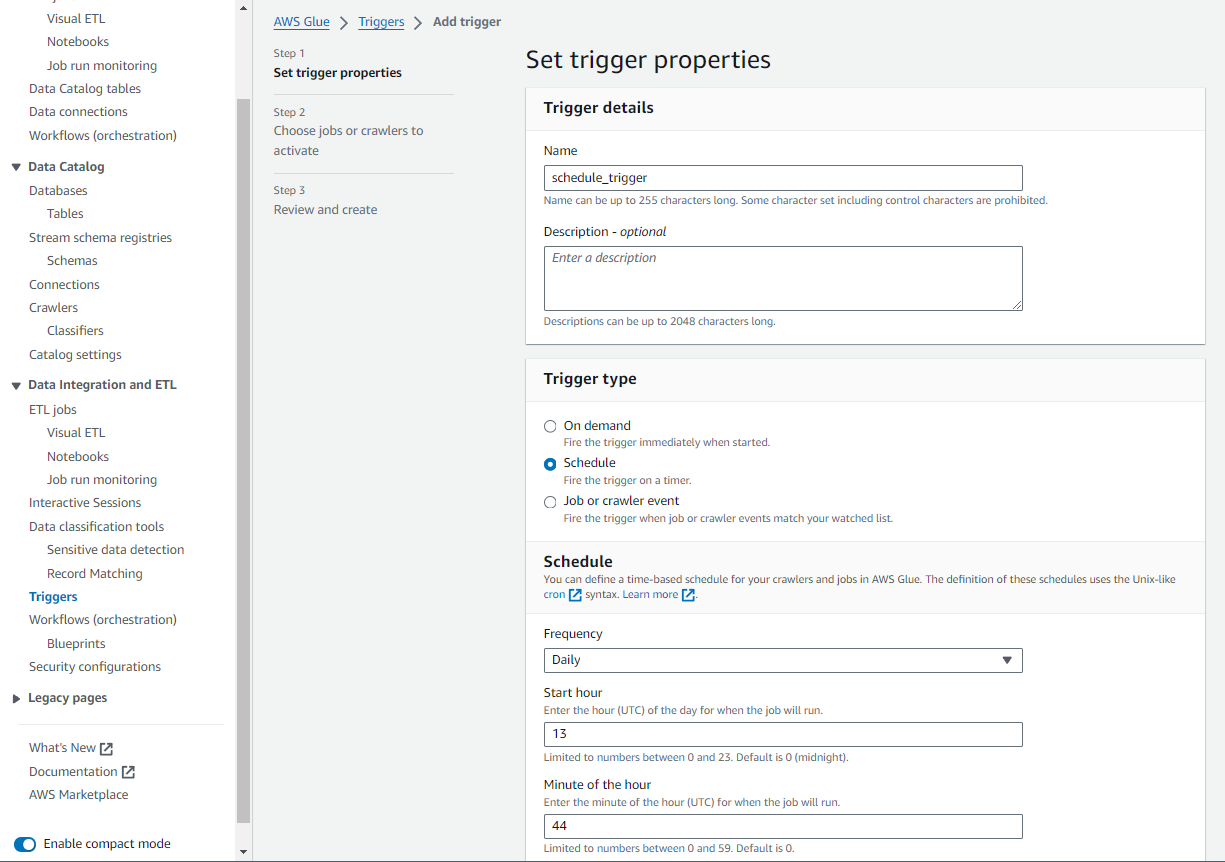 Visual ETL
Notebooks
Job run monitoring
Data Catalog tables
Data connections
Workflows (orchestration)
Data Catalog
Databases
Tables
Stream schema registries
Schemas
Connections
Crawlers
Classifiers
Catalog settings
Data Integration and ETL
ETL jobs
Visual ETL
Notebooks
Job run monitoring
Interactive Sessions
Data classification tools
Sensitive data detection
Record Matching
Triggers
Workflows (orchestration)
Blueprints
Security configurations
Legacy pages
What's New
Documentation
AWS Marketplace
Enable compact mode
AWS Glue > Triggers > Add trigger
Step 1
Set trigger properties
Step 2
Choose jobs or crawlers to
activate
Step 3
Review and create
Set trigger properties
Trigger details
Name
schedule_trigger
Name can be up to 255 characters long. Some character set including control characters are prohibited.
Description - optional
Enter a description
Descriptions can be up to 2048 characters long.
Trigger type
On demand
Fire the trigger immediately when started.
Schedule
Fire the trigger on a timer.
Job or crawler event
Fire the trigger when job or crawler events match your watched list.
Schedule
You can define a time-based schedule for your crawlers and jobs in AWS Glue. The definition of these schedules uses the Unix-like
cron syntax. Learn more .
Frequency
Daily
Start hour
Enter the hour (UTC) of the day for when the job will run.
13
Limited to numbers between 0 and 23. Default is 0 (midnight).
Minute of the hour
Enter the minute of the hour (UTC) for when the job will run.
44
Limited to numbers between 0 and 59. Default is 0.